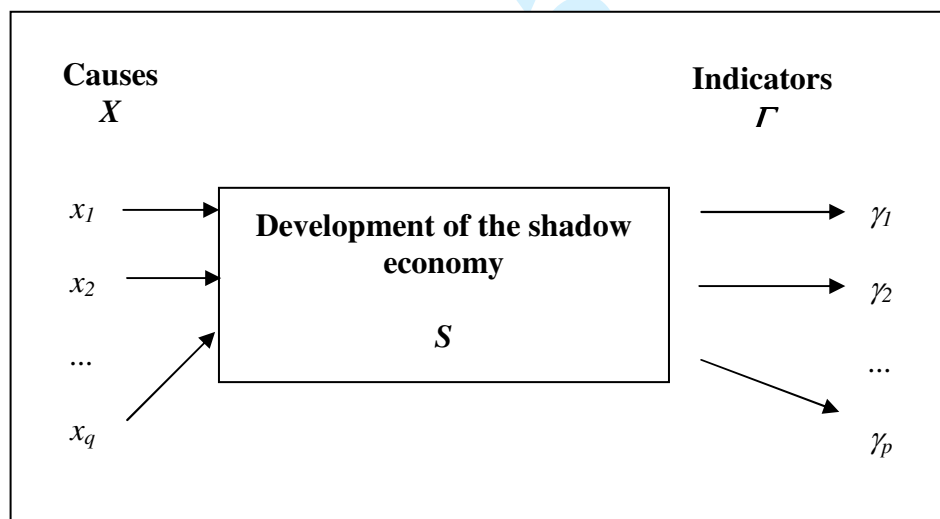 Causes
X
Indicators
Γ
x1
x2
...
xq
Development of the shadow
economy
S
γ1
γ2
...
γp